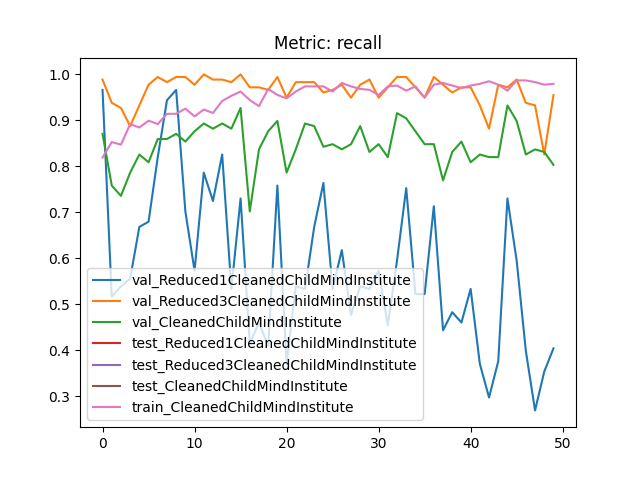 Metric: recall
1.0
0.9
0.8
0.7
0.6
0.5
0.4
0.3
val_Reduced1CleanedChildMindInstitute
val_Reduced3CleanedChildMindInstitute
val_CleanedChildMindInstitute
test_Reduced1CleanedChildMindInstitute
test_Reduced3CleanedChildMindInstitute
test_CleanedChildMindInstitute
train_CleanedChildMindInstitute
0 10 20 30 40 50